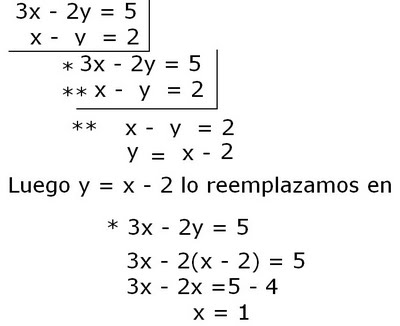 3x - 2y = 5
x - y = 2
* 3x - 2y = 5
** x - y = 2
** x - y = 2
y = x - 2
Luego y = x - 2 lo reemplazamos en
* 3x - 2y = 5
3x - 2(x - 2) = 5
3x - 2x =5 - 4
x = 1